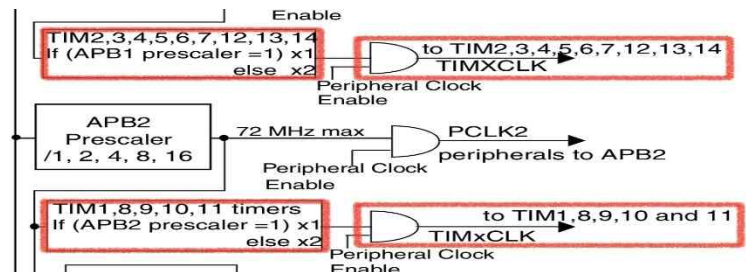 Enable
TIM2,3,4,5,6,7,12,13,14
If (APB1 prescaler =1) x1
else x2
to TIM2,3,4,5,6,7,12,13,14
TIMXCLK
Peripheral Clock
Enable
APB2
Prescaler
/1, 2, 4, 8, 16
72 MHz max
PCLK2
peripherals to APB2
Peripheral Clock
Enable
TIM1,8,9,10,11 timers
If (APB2 prescaler =1) x1
else x2
to TIM1,8,9,10 and 11
TIMxCLK
Peripheral Clock
Enable